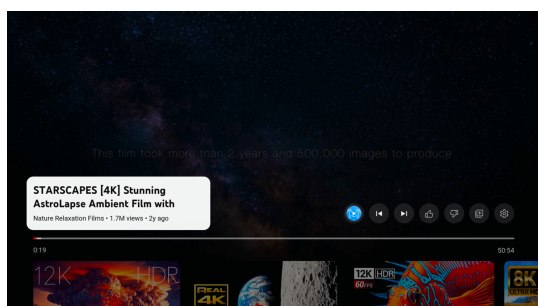 This film took more than 2 years and 600,000 images to produce
STARSCAPES [4K] Stunning
AstroLapse Ambient Film with
Nature Relaxation Films • 1.7M views • 2y ago
0:19
50:54
12K HDR
REAL
4K
12K HDR
60FPS
8K
ULTRA HD